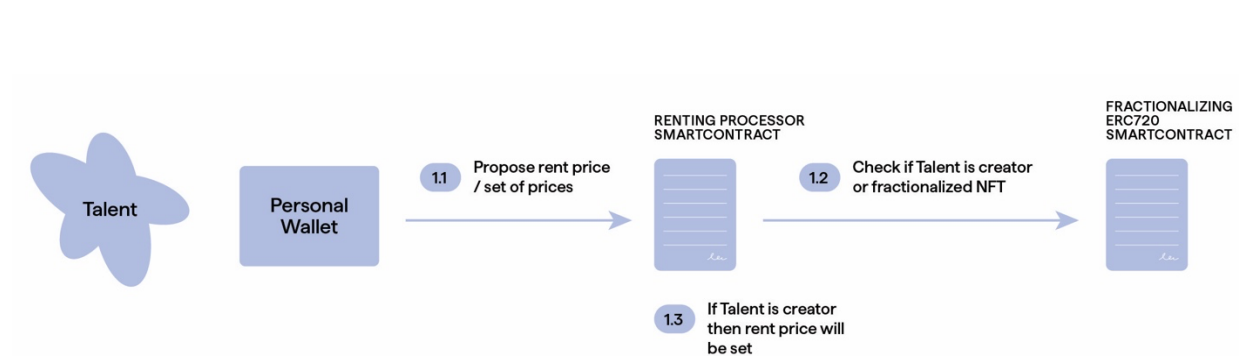 Talent
Personal
Wallet
1.1
Propose rent price
/ set of prices
RENTING PROCESSOR
SMARTCONTRACT
1.2
Check if Talent is creator
or fractionalized NFT
FRACTIONALIZING
ERC720
SMARTCONTRACT
1.3
If Talent is creator
then rent price will
be set